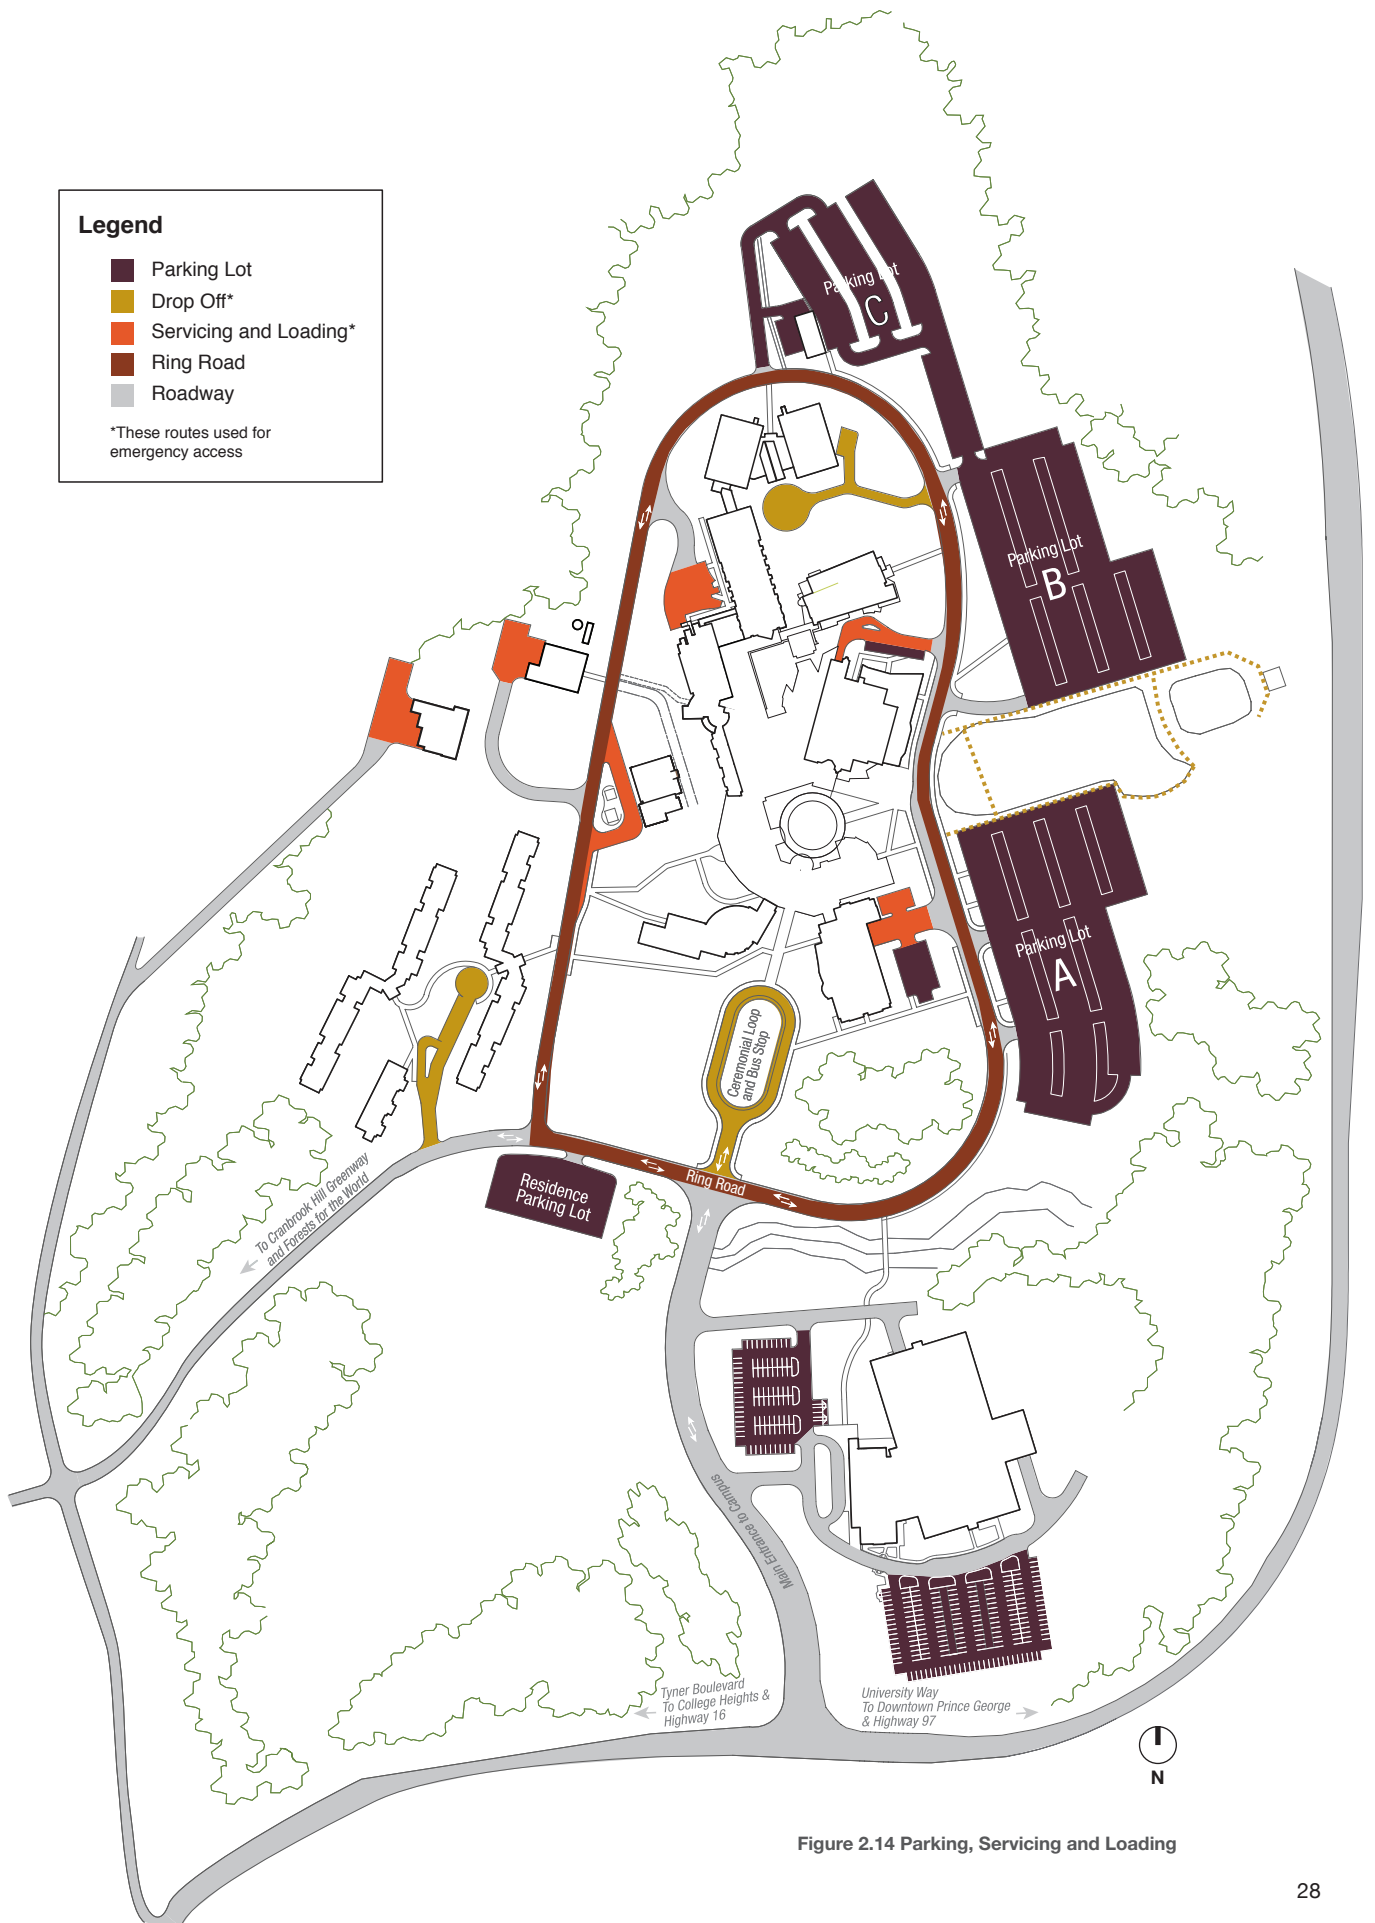 Legend
Parking Lot
Drop Off*
Servicing and Loading*
Ring Road
Roadway
*These routes used for
emergency access
Parking Lot
C
Parking Lot
B
Parking Lot
A
Ceremonial Loop
and Bus Stop
Ring Road
Residence
Parking Lot
To Cranbrook Hill Greenway
and Forests for the World
Main Entrance to Campus
Tyner Boulevard
To College Heights &
Highway 16
University Way
To Downtown Prince George
& Highway 97
N
Figure 2.14 Parking, Servicing and Loading
28